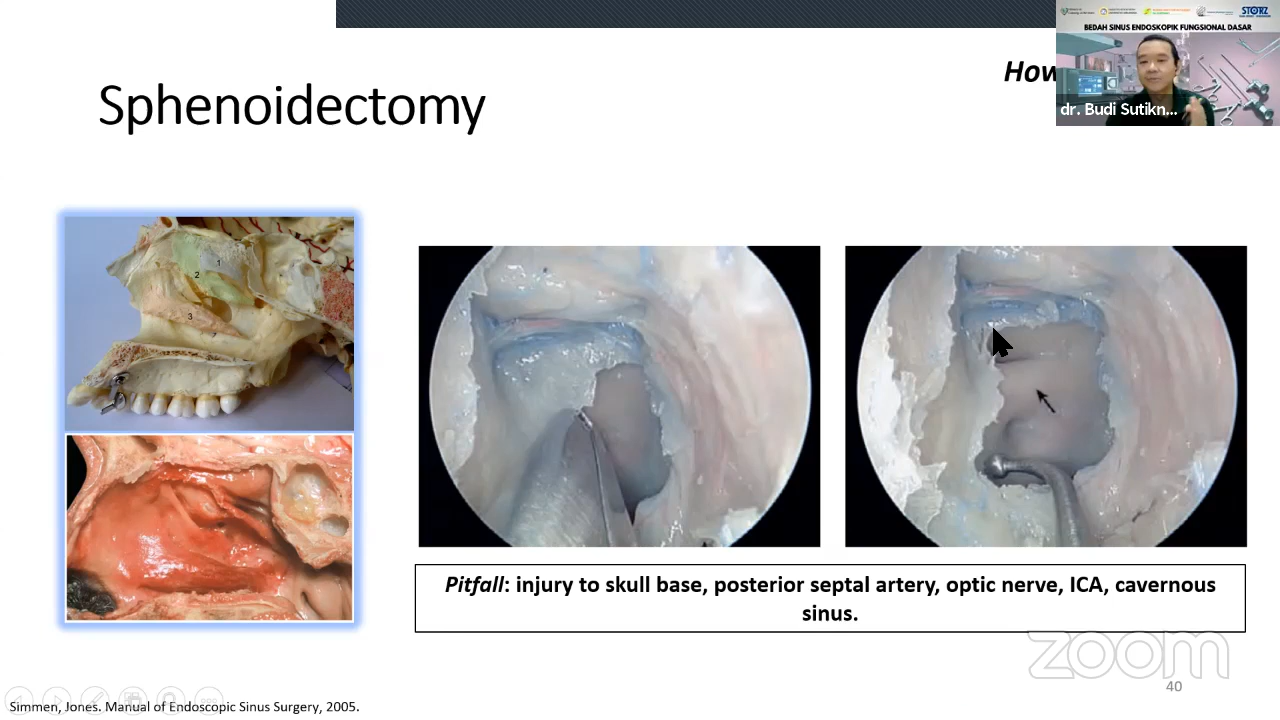 STORZ
BEDAH SINUS ENDOSKOPIK FUNGSIONAL DASAR
How
dr. Budi Sutikn...
Sphenoidectomy
1
2
3
Pitfall: injury to skull base, posterior septal artery, optic nerve, ICA, cavernous
sinus.
zoom
40
Simmen, Jones. Manual of Endoscopic Sinus Surgery, 2005.